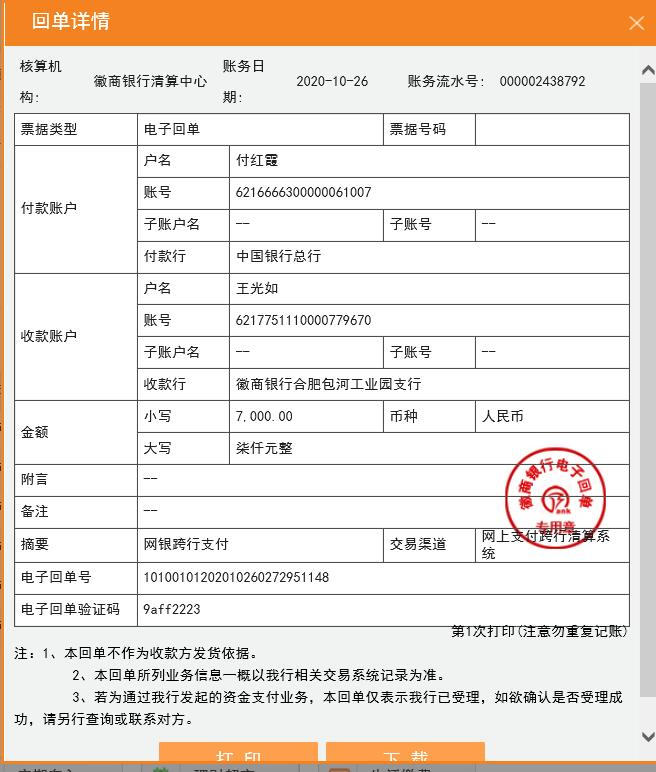 回单详情
核算机构: 徽商银行清算中心 账务日期: 2020-10-26 账务流水号: 000002438792
票据类型 电子回单 票据号码
付款账户
户名 付红霞
账号 6216666300000061007
子账户名 -- 子账号 --
付款行 中国银行总行
收款账户
户名 王光如
账号 6217751110000779670
子账户名 -- 子账号 --
收款行 徽商银行合肥包河工业园支行
金额
小写 7,000.00 币种 人民币
大写 柒仟元整
附言 --
备注 --
徽商银行电子回单
ank
专用章
摘要 网银跨行支付 交易渠道 网上支付跨行清算系
统
电子回单号 10100101202010260272951148
电子回单验证码 9aff2223
第1次打印(注意勿重复记账)
注: 1、本回单不作为收款方发货依据。
2、本回单所列业务信息一概以我行相关交易系统记录为准。
3、若为通过我行发起的资金支付业务，本回单仅表示我行已受理，如欲确认是否受理成
功，请另行查询或联系对方。
打 印 下 载